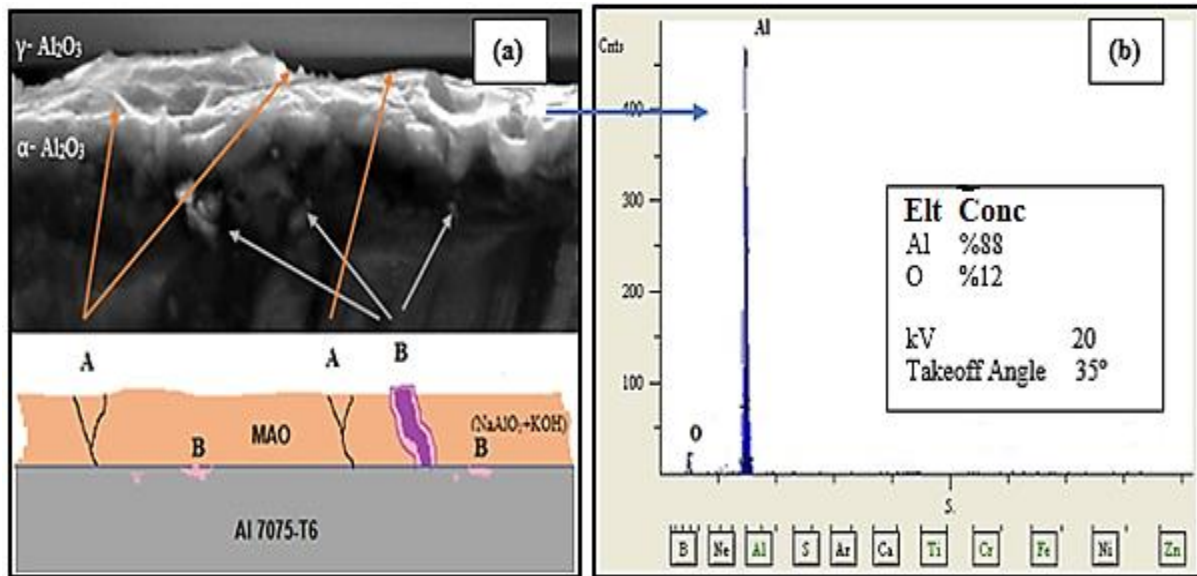 γ- Al₂O₃
(a)
α- Al₂O₃
A
A
B
(NaAlO₂+KOH)
MAO
B
B
Al 7075-T6
Al
Cnts
(b)
400
300
200
100
O
Elt Conc
Al %88
O %12
kV 20
Takeoff Angle 35º
S.
B Ne Al S Ar Ca Ti Cr Fe Ni Zn